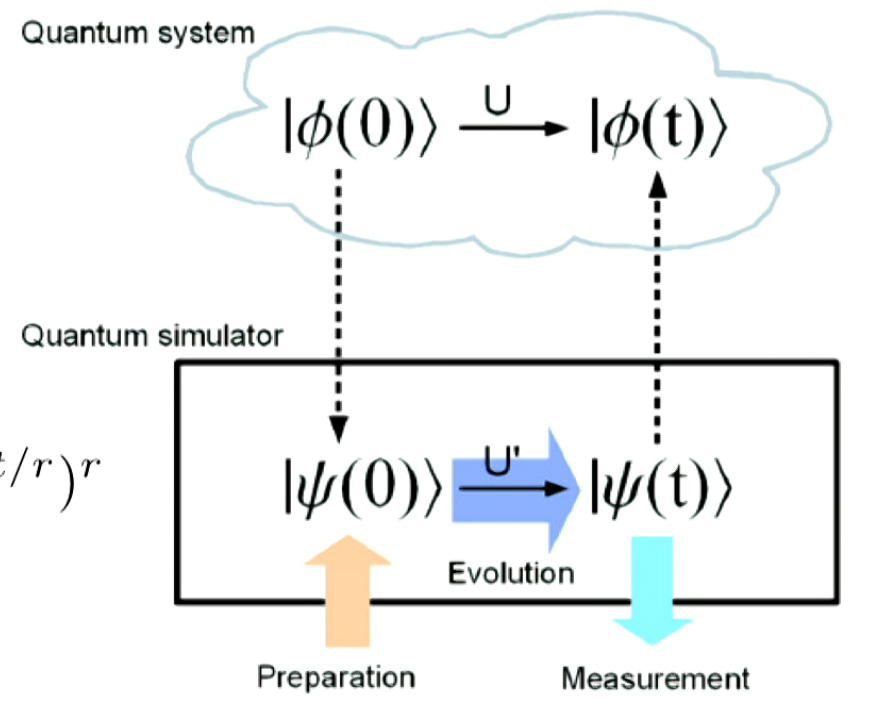 Quantum system
|ϕ(0)⟩ U |ϕ(t)⟩
Quantum simulator
t/r)^r
|ψ(0)⟩ U' |ψ(t)⟩
Evolution
Preparation Measurement